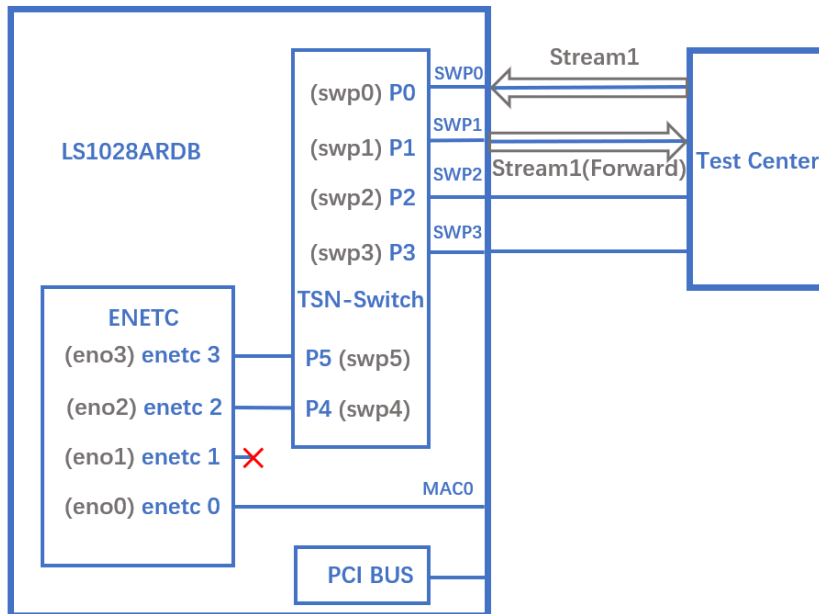 LS1028ARDB
(swp0) P0
(swp1) P1
(swp2) P2
(swp3) P3
TSN-Switch
P5 (swp5)
P4 (swp4)
SWP0
SWP1
SWP2
SWP3
Stream1
Stream1(Forward)
Test Center
ENETC
(eno3) enetc 3
(eno2) enetc 2
(eno1) enetc 1
(eno0) enetc 0
MAC0
PCI BUS